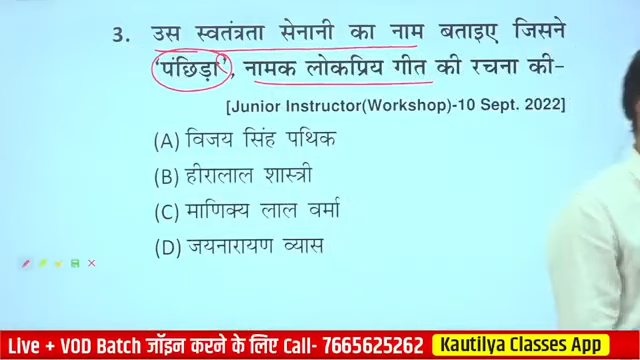 3. उस स्वतंत्रता सेनानी का नाम बताइए जिसने
‘पंछिड़ा’, नामक लोकप्रिय गीत की रचना की–
[Junior Instructor(Workshop)-10 Sept. 2022]
(A) विजय सिंह पथिक
(B) हीरालाल शास्त्री
(C) माणिक्य लाल वर्मा
(D) जयनारायण व्यास
Live + VOD Batch जॉइन करने के लिए Call- 7665625262 Kautilya Classes App